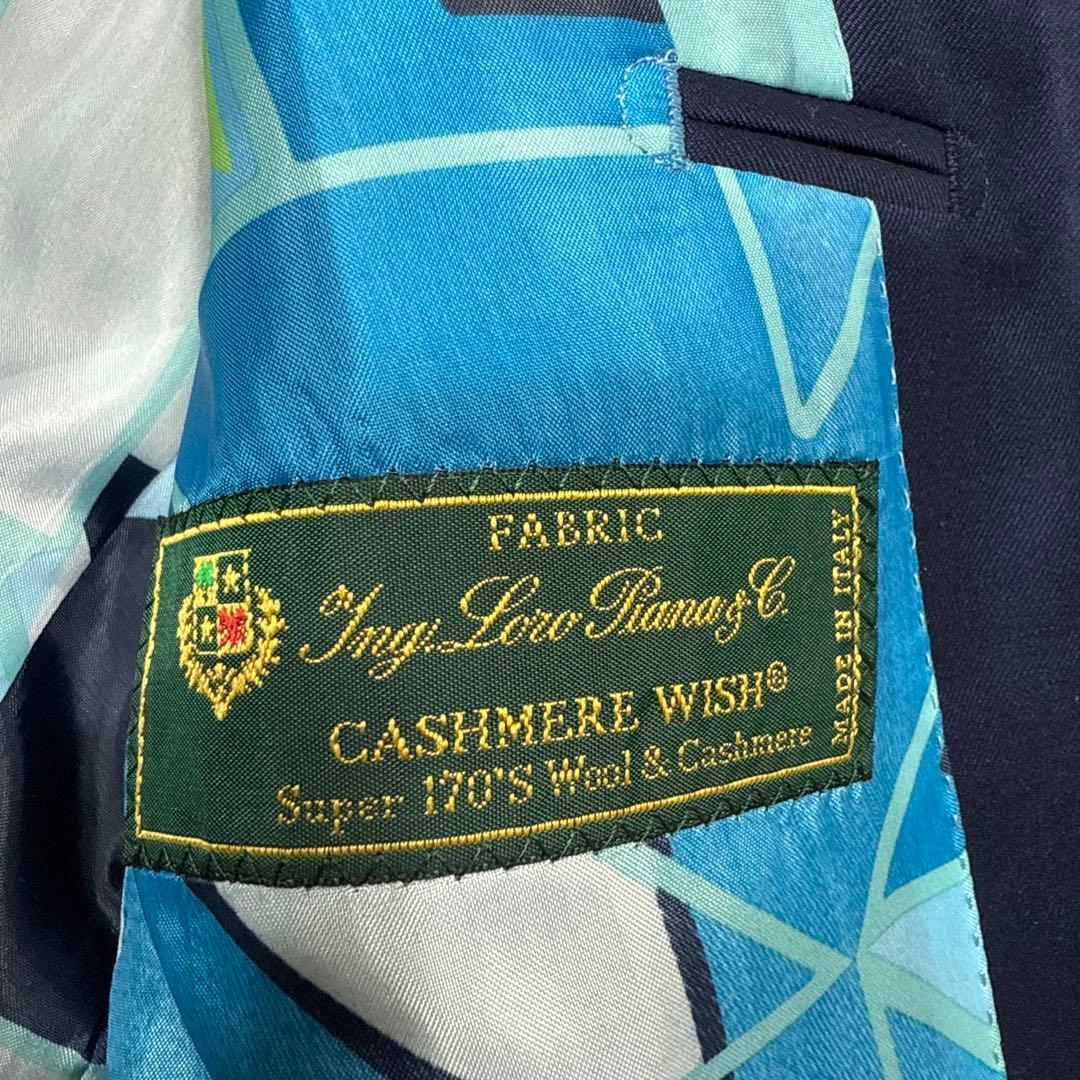 FABRIC
Ing. Loro Piana & C.
CASHMERE WISH®
Super 170'S Wool & Cashmere
MADE IN ITALY